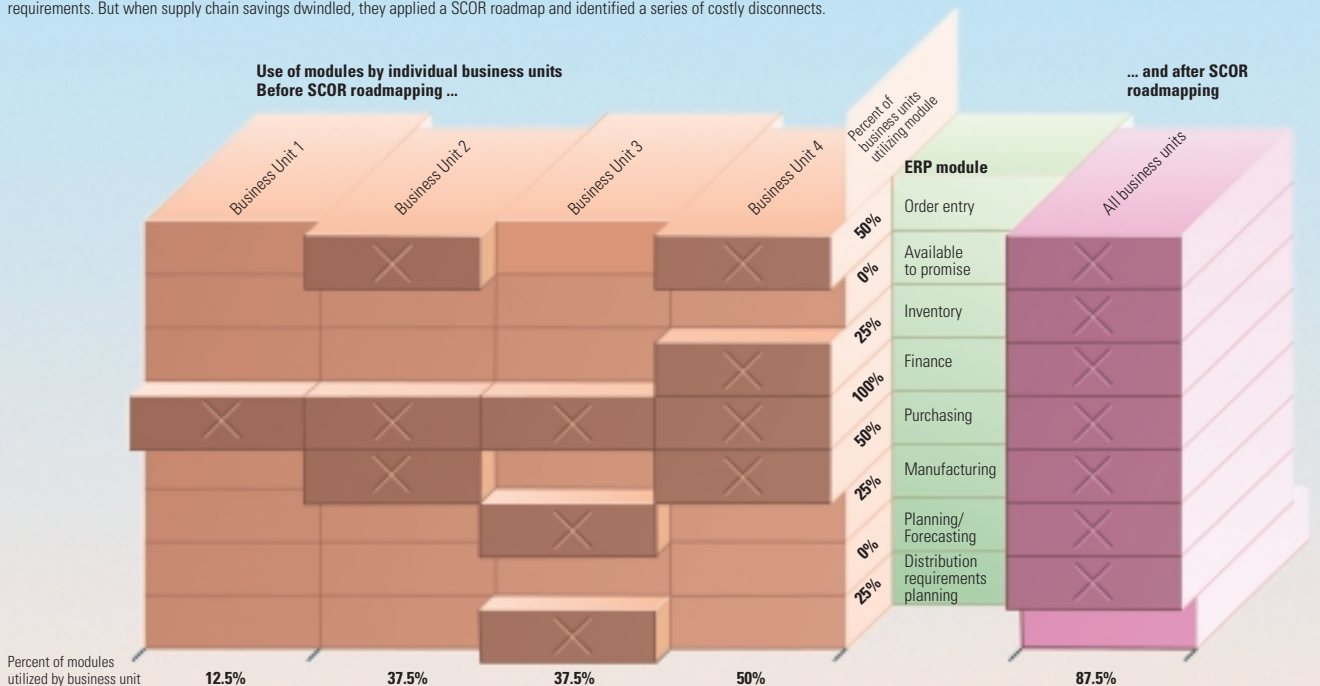 requirements. But when supply chain savings dwindled, they applied a SCOR roadmap and identified a series of costly disconnects.
Use of modules by individual business units
Before SCOR roadmapping ...
... and after SCOR
roadmapping
Business Unit 1
Business Unit 2
Business Unit 3
Business Unit 4
Percent of
business units
utilizing module
ERP module
All business units
50%
Order entry
0%
Available
to promise
25%
Inventory
100%
Finance
50%
Purchasing
25%
Manufacturing
0%
Planning/
Forecasting
25%
Distribution
requirements
planning
Percent of modules
utilized by business unit
12.5%
37.5%
37.5%
50%
87.5%